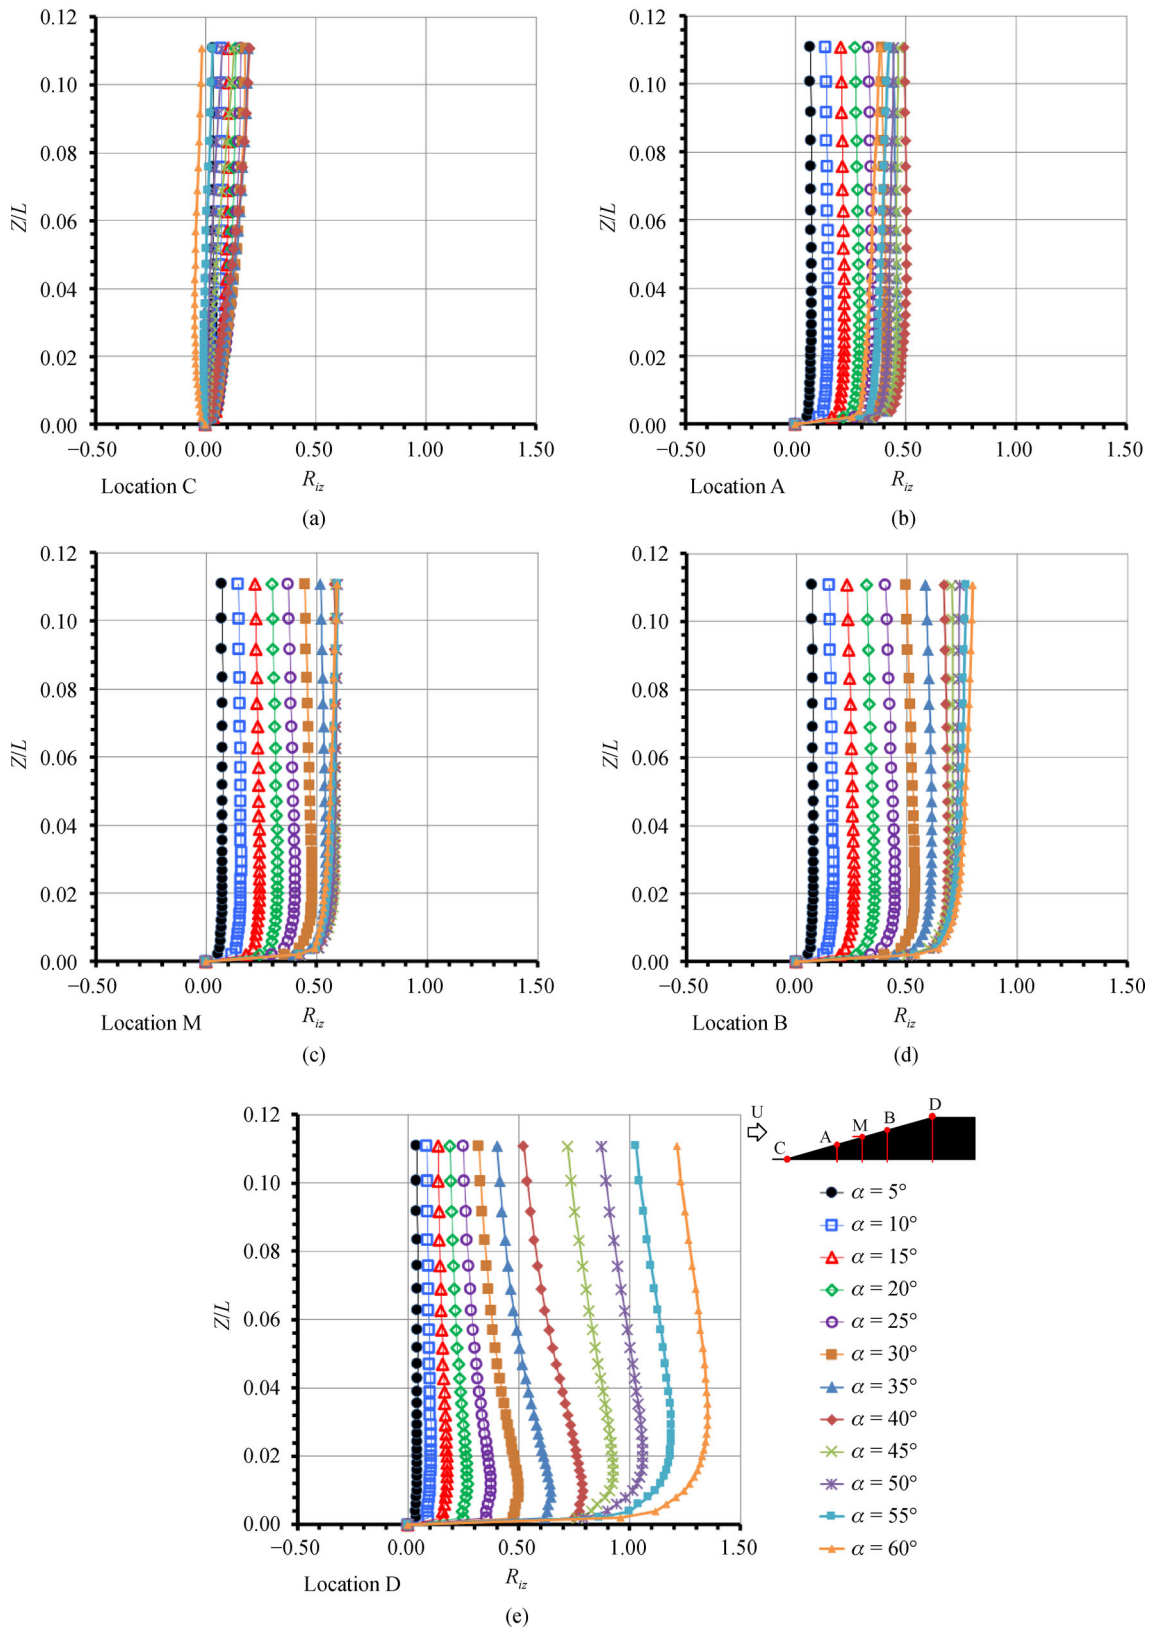 0.12
0.10
0.08
0.06
0.04
0.02
0.00
Z/L
−0.50 0.00 0.50 1.00 1.50
R_iz
Location C
(a)
0.12
0.10
0.08
0.06
0.04
0.02
0.00
Z/L
−0.50 0.00 0.50 1.00 1.50
R_iz
Location A
(b)
0.12
0.10
0.08
0.06
0.04
0.02
0.00
Z/L
−0.50 0.00 0.50 1.00 1.50
R_iz
Location M
(c)
0.12
0.10
0.08
0.06
0.04
0.02
0.00
Z/L
−0.50 0.00 0.50 1.00 1.50
R_iz
Location B
(d)
0.12
0.10
0.08
0.06
0.04
0.02
0.00
Z/L
−0.50 0.00 0.50 1.00 1.50
R_iz
Location D
(e)
U
C A M B D
α = 5°
α = 10°
α = 15°
α = 20°
α = 25°
α = 30°
α = 35°
α = 40°
α = 45°
α = 50°
α = 55°
α = 60°